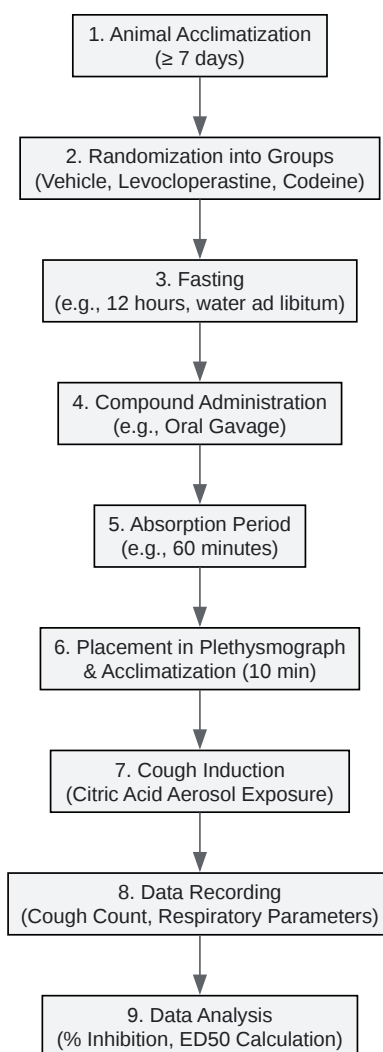 1. Animal Acclimatization
(≥ 7 days)
2. Randomization into Groups
(Vehicle, Levocloperastine, Codeine)
3. Fasting
(e.g., 12 hours, water ad libitum)
4. Compound Administration
(e.g., Oral Gavage)
5. Absorption Period
(e.g., 60 minutes)
6. Placement in Plethysmograph
& Acclimatization (10 min)
7. Cough Induction
(Citric Acid Aerosol Exposure)
8. Data Recording
(Cough Count, Respiratory Parameters)
9. Data Analysis
(% Inhibition, ED50 Calculation)